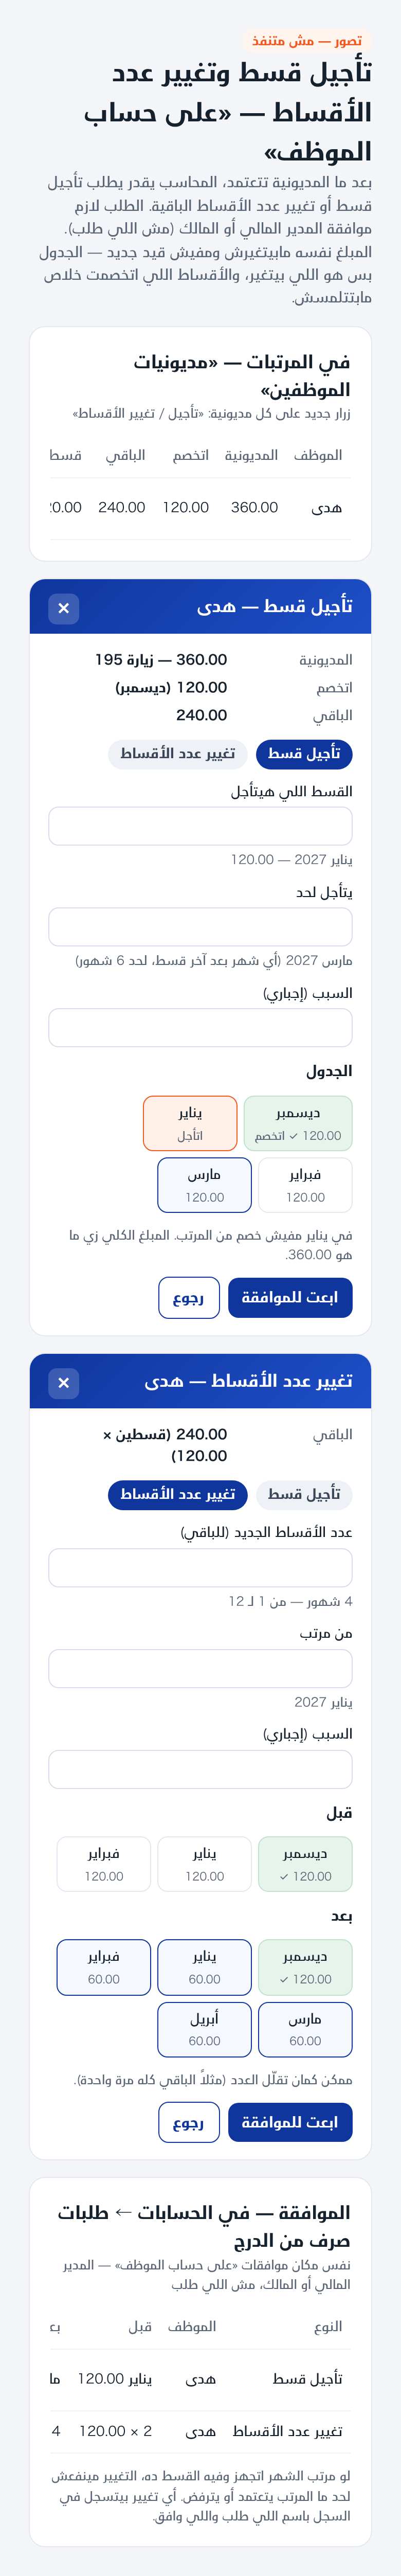 تصور — مش متنفذ
تأجيل قسط وتغيير عدد
الأقساط — «على حساب
الموظف»
بعد ما المديونية تتعتمد، المحاسب يقدر يطلب تأجيل
قسط أو تغيير عدد الأقساط الباقية. الطلب لازم
موافقة المدير المالي أو المالك (مش اللي طلب).
المبلغ نفسه مابيتغيرش ومفيش قيد جديد — الجدول
بس هو اللي بيتغير، والأقساط اللي اتخصمت خلاص
مابتتلمسش.
في المرتبات — «مديونيات
الموظفين»
زرار جديد على كل مديونية: «تأجيل / تغيير الأقساط»
الموظف المديونية اتخصم الباقي قسط
هدى 360.00 120.00 240.00
تأجيل قسط — هدى ✕
المديونية 360.00 — زيارة 195
اتخصم 120.00 (ديسمبر)
الباقي 240.00
تأجيل قسط تغيير عدد الأقساط
القسط اللي هيتأجل
يناير 2027 — 120.00
يتأجل لحد
مارس 2027 (أي شهر بعد آخر قسط، لحد 6 شهور)
السبب (إجباري)
الجدول
ديسمبر يناير
120.00 ✓ اتخصم اتأجل
فبراير مارس
120.00 120.00
في يناير مفيش خصم من المرتب. المبلغ الكلي زي ما
هو 360.00.
ابعت للموافقة رجوع
تغيير عدد الأقساط — هدى ✕
الباقي 240.00 (قسطين ×
120.00)
تأجيل قسط تغيير عدد الأقساط
عدد الأقساط الجديد (للباقي)
4 شهور — من 1 لـ 12
من مرتب
يناير 2027
السبب (إجباري)
قبل
ديسمبر يناير فبراير
120.00 ✓ 120.00 120.00
بعد
ديسمبر يناير فبراير
120.00 ✓ 60.00 60.00
مارس أبريل
60.00 60.00
ممكن كمان تقلّل العدد (مثلاً الباقي كله مرة واحدة).
ابعت للموافقة رجوع
الموافقة — في الحسابات ← طلبات
صرف من الدرج
نفس مكان موافقات «على حساب الموظف» — المدير
المالي أو المالك، مش اللي طلب
النوع الموظف قبل
تأجيل قسط هدى يناير 120.00
تغيير عدد الأقساط هدى 2 × 120.00 4
لو مرتب الشهر اتجهز وفيه القسط ده، التغيير مينفعش
لحد ما المرتب يتعتمد أو يترفض. أي تغيير بيتسجل في
السجل باسم اللي طلب واللي وافق.